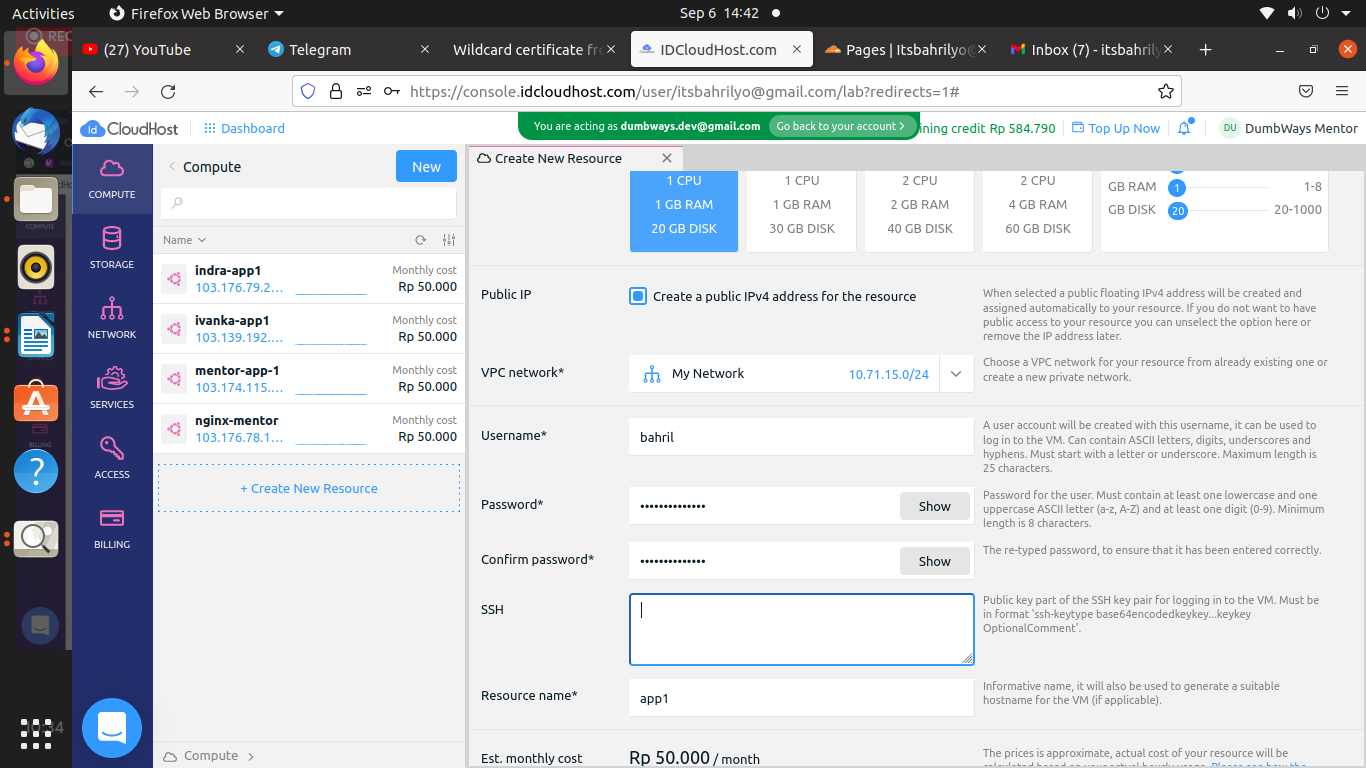 Activities
Firefox Web Browser
Sep 6 14:42
REC
(27) YouTube
Telegram
Wildcard certificate fro
IDCloudHost.com
Pages | Itsbahrilyo@
Inbox (7) - itsbahrily
https://console.idcloudhost.com/user/itsbahrilyo@gmail.com/lab?redirects=1#
Id CloudHost
Dashboard
You are acting as dumbways.dev@gmail.com
Go back to your account >
ining credit Rp 584.790
Top Up Now
DU
DumbWays Mentor
COMPUTE
STORAGE
NETWORK
SERVICES
ACCESS
BILLING
Compute
New
Name
indra-app1
Monthly cost
103.176.79.2...
Rp 50.000
ivanka-app1
Monthly cost
103.139.192....
Rp 50.000
mentor-app-1
Monthly cost
103.174.115....
Rp 50.000
nginx-mentor
Monthly cost
103.176.78.1...
Rp 50.000
+ Create New Resource
Compute
Create New Resource
1 CPU
1 GB RAM
20 GB DISK
1 CPU
1 GB RAM
30 GB DISK
2 CPU
2 GB RAM
40 GB DISK
2 CPU
4 GB RAM
60 GB DISK
GB RAM
1
1-8
GB DISK
20
20-1000
Public IP
Create a public IPv4 address for the resource
When selected a public floating IPv4 address will be created and
assigned automatically to your resource. If you do not want to have
public access to your resource you can unselect the option here or
remove the IP address later.
VPC network*
My Network
10.71.15.0/24
Choose a VPC network for your resource from already existing one or
create a new private network.
Username*
bahril
A user account will be created with this username, it can be used to
log in to the VM. Can contain ASCII letters, digits, underscores and
hyphens. Must start with a letter or underscore. Maximum length is
25 characters.
Password*
••••••••••••••
Show
Password for the user. Must contain at least one lowercase and one
uppercase ASCII letter (a-z, A-Z) and at least one digit (0-9). Minimum
length is 8 characters.
Confirm password*
••••••••••••••
Show
The re-typed password, to ensure that it has been entered correctly.
SSH
Public key part of the SSH key pair for logging in to the VM. Must be
in format 'ssh-keytype base64encodedkeykey...keykey
OptionalComment'.
Resource name*
app1
Informative name, it will also be used to generate a suitable
hostname for the VM (if applicable).
Est. monthly cost
Rp 50.000 / month
The prices is approximate, actual cost of your resource will be